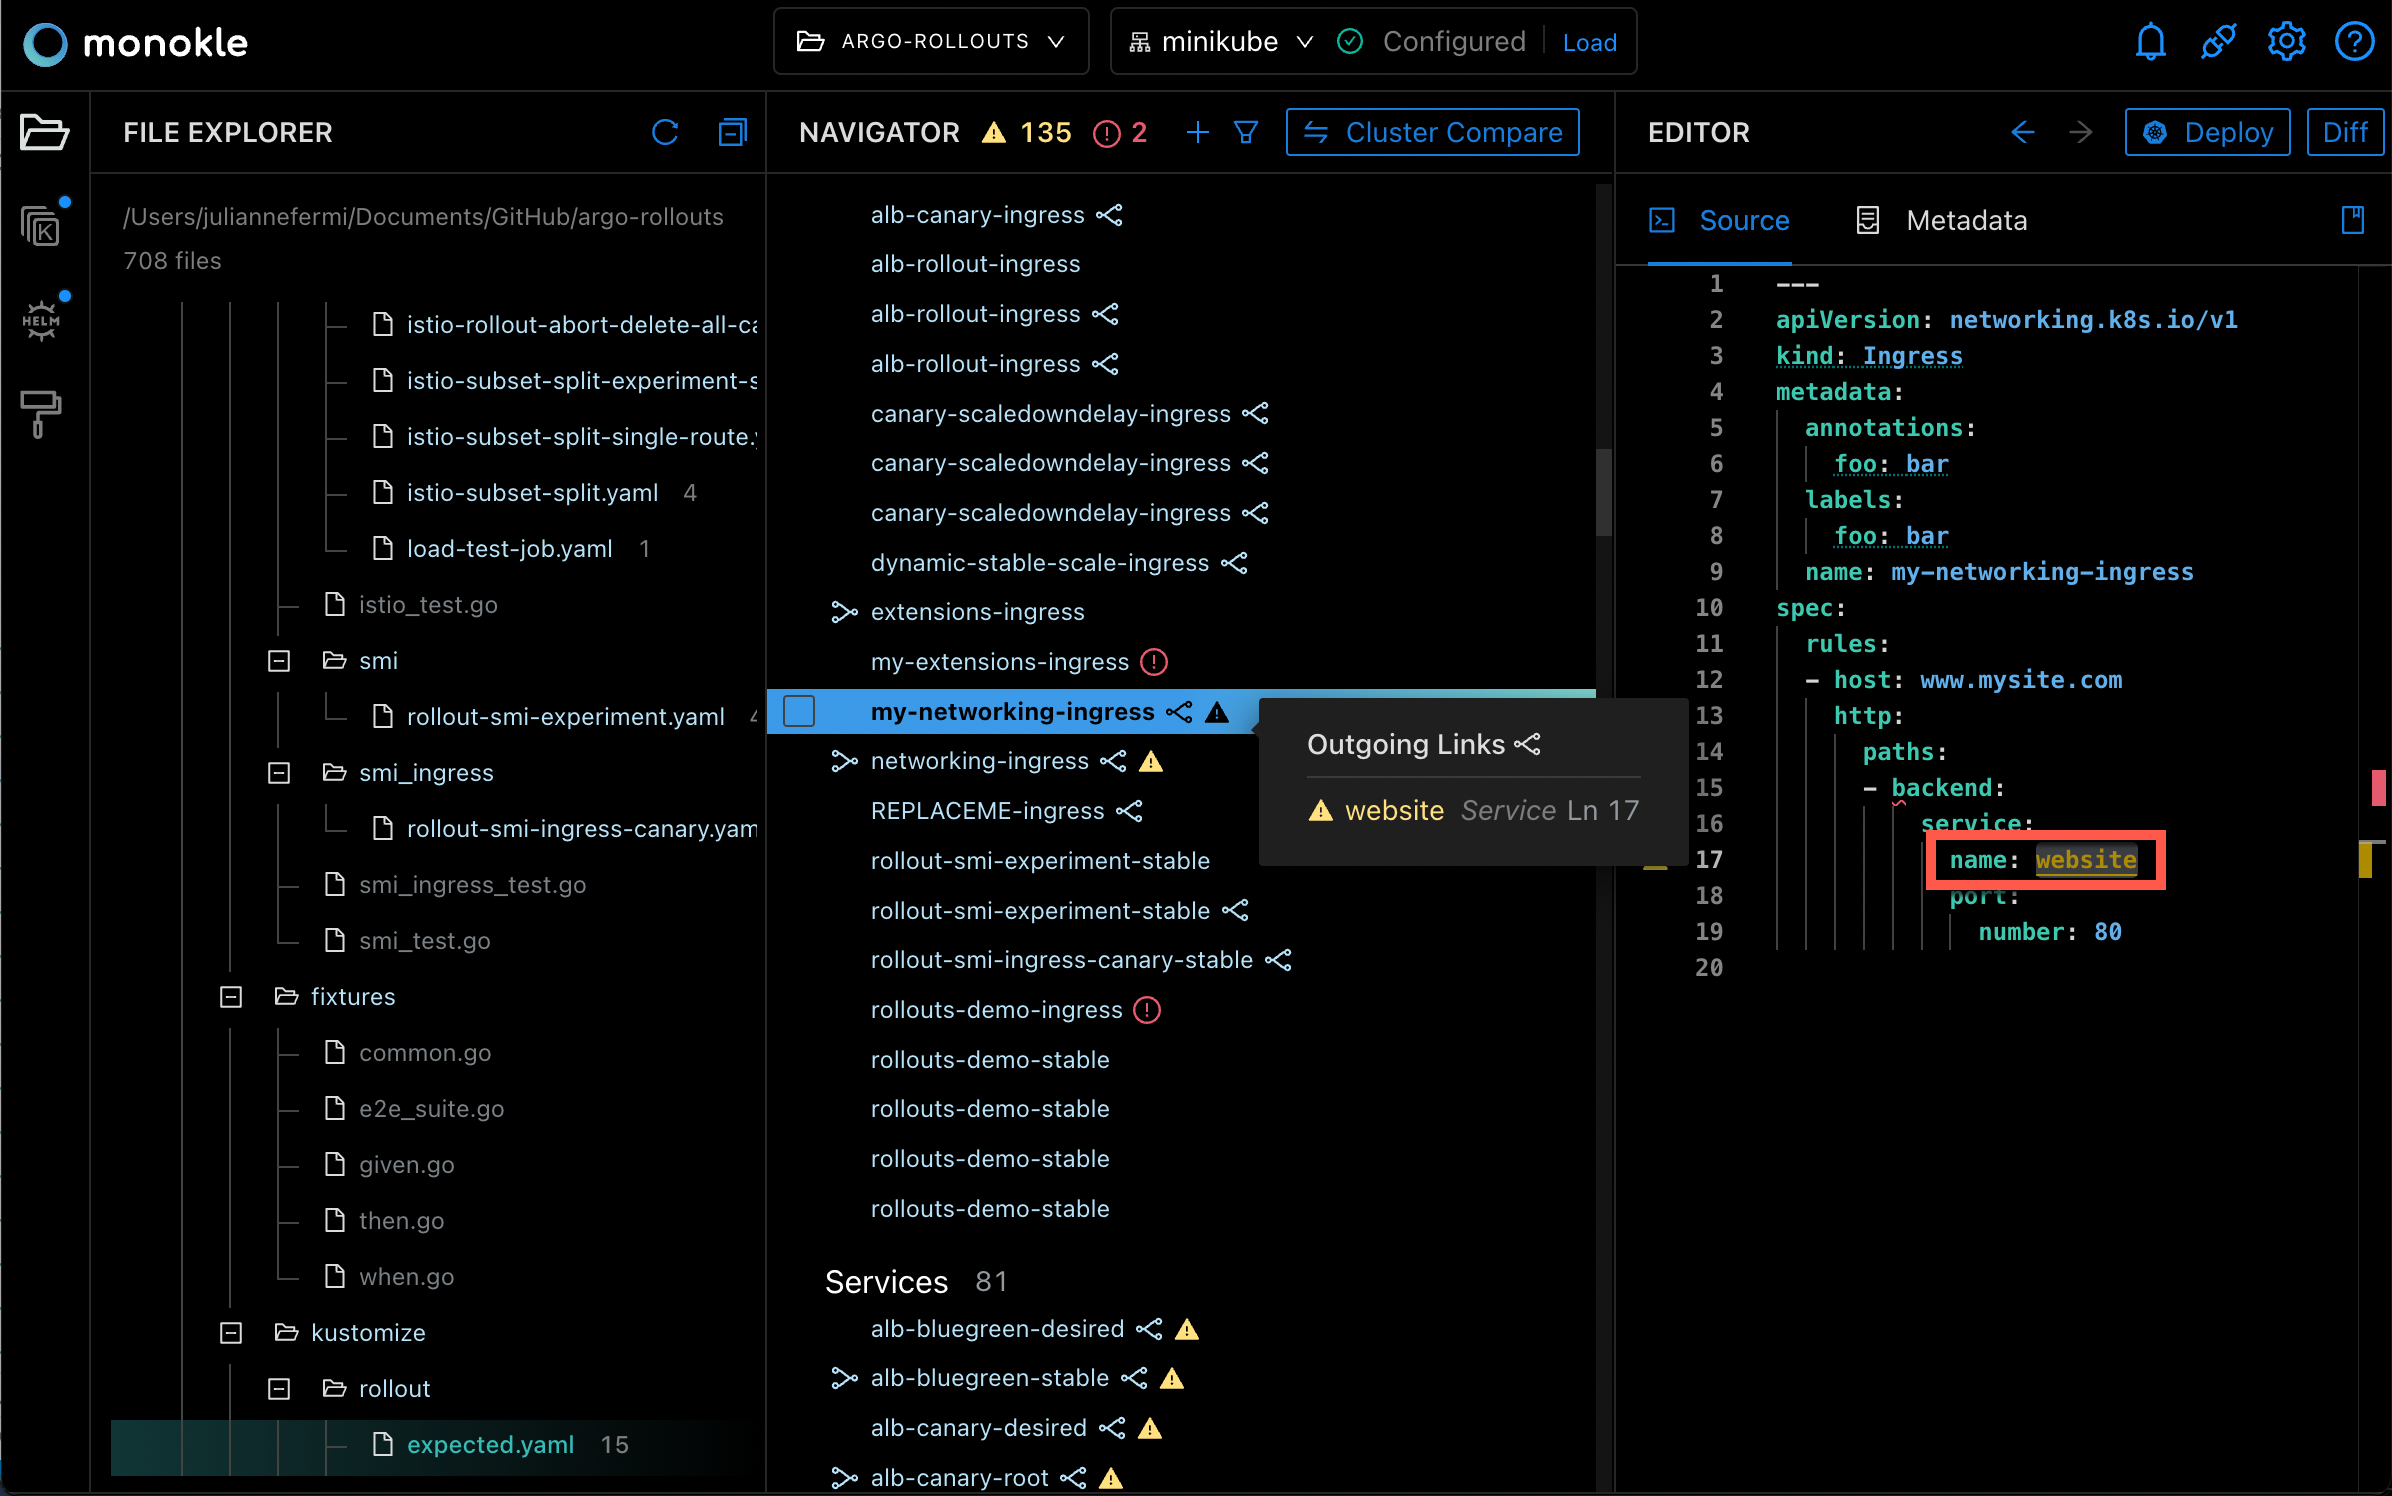 monokle
ARGO-ROLLOUTS
minikube
Configured
Load
FILE EXPLORER
/Users/juliannefermi/Documents/GitHub/argo-rollouts
708 files
K
HELM
istio-rollout-abort-delete-all-ca
istio-subset-split-experiment-s
istio-subset-split-single-route.y
istio-subset-split.yaml 4
load-test-job.yaml 1
istio_test.go
smi
rollout-smi-experiment.yaml 4
smi_ingress
rollout-smi-ingress-canary.yam
smi_ingress_test.go
smi_test.go
fixtures
common.go
e2e_suite.go
given.go
then.go
when.go
kustomize
rollout
expected.yaml 15
NAVIGATOR 135 2
Cluster Compare
alb-canary-ingress
alb-rollout-ingress
alb-rollout-ingress
alb-rollout-ingress
canary-scaledowndelay-ingress
canary-scaledowndelay-ingress
canary-scaledowndelay-ingress
dynamic-stable-scale-ingress
extensions-ingress
my-extensions-ingress
my-networking-ingress
networking-ingress
REPLACEME-ingress
rollout-smi-experiment-stable
rollout-smi-experiment-stable
rollout-smi-ingress-canary-stable
rollouts-demo-ingress
rollouts-demo-stable
rollouts-demo-stable
rollouts-demo-stable
rollouts-demo-stable
Services 81
alb-bluegreen-desired
alb-bluegreen-stable
alb-canary-desired
alb-canary-root
Outgoing Links
website Service Ln 17
EDITOR
Deploy
Diff
Source
Metadata
1 ---
2 apiVersion: networking.k8s.io/v1
3 kind: Ingress
4 metadata:
5 annotations:
6 foo: bar
7 labels:
8 foo: bar
9 name: my-networking-ingress
10 spec:
11 rules:
12 - host: www.mysite.com
13 http:
14 paths:
15 - backend:
16 service:
17 name: website
18 port:
19 number: 80
20